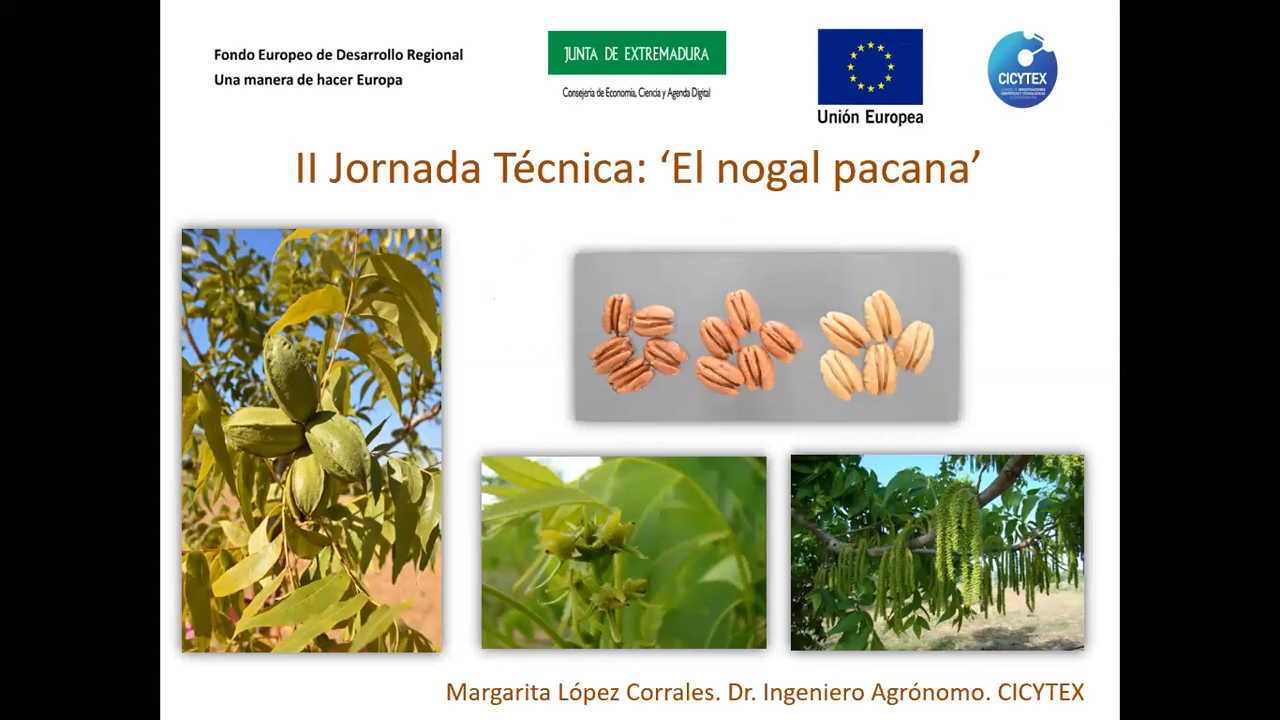 Fondo Europeo de Desarrollo Regional
Una manera de hacer Europa
JUNTA DE EXTREMADURA
Consejería de Economía, Ciencia y Agenda Digital
Unión Europea
CICYTEX
II Jornada Técnica: ‘El nogal pacana’
Margarita López Corrales. Dr. Ingeniero Agrónomo. CICYTEX